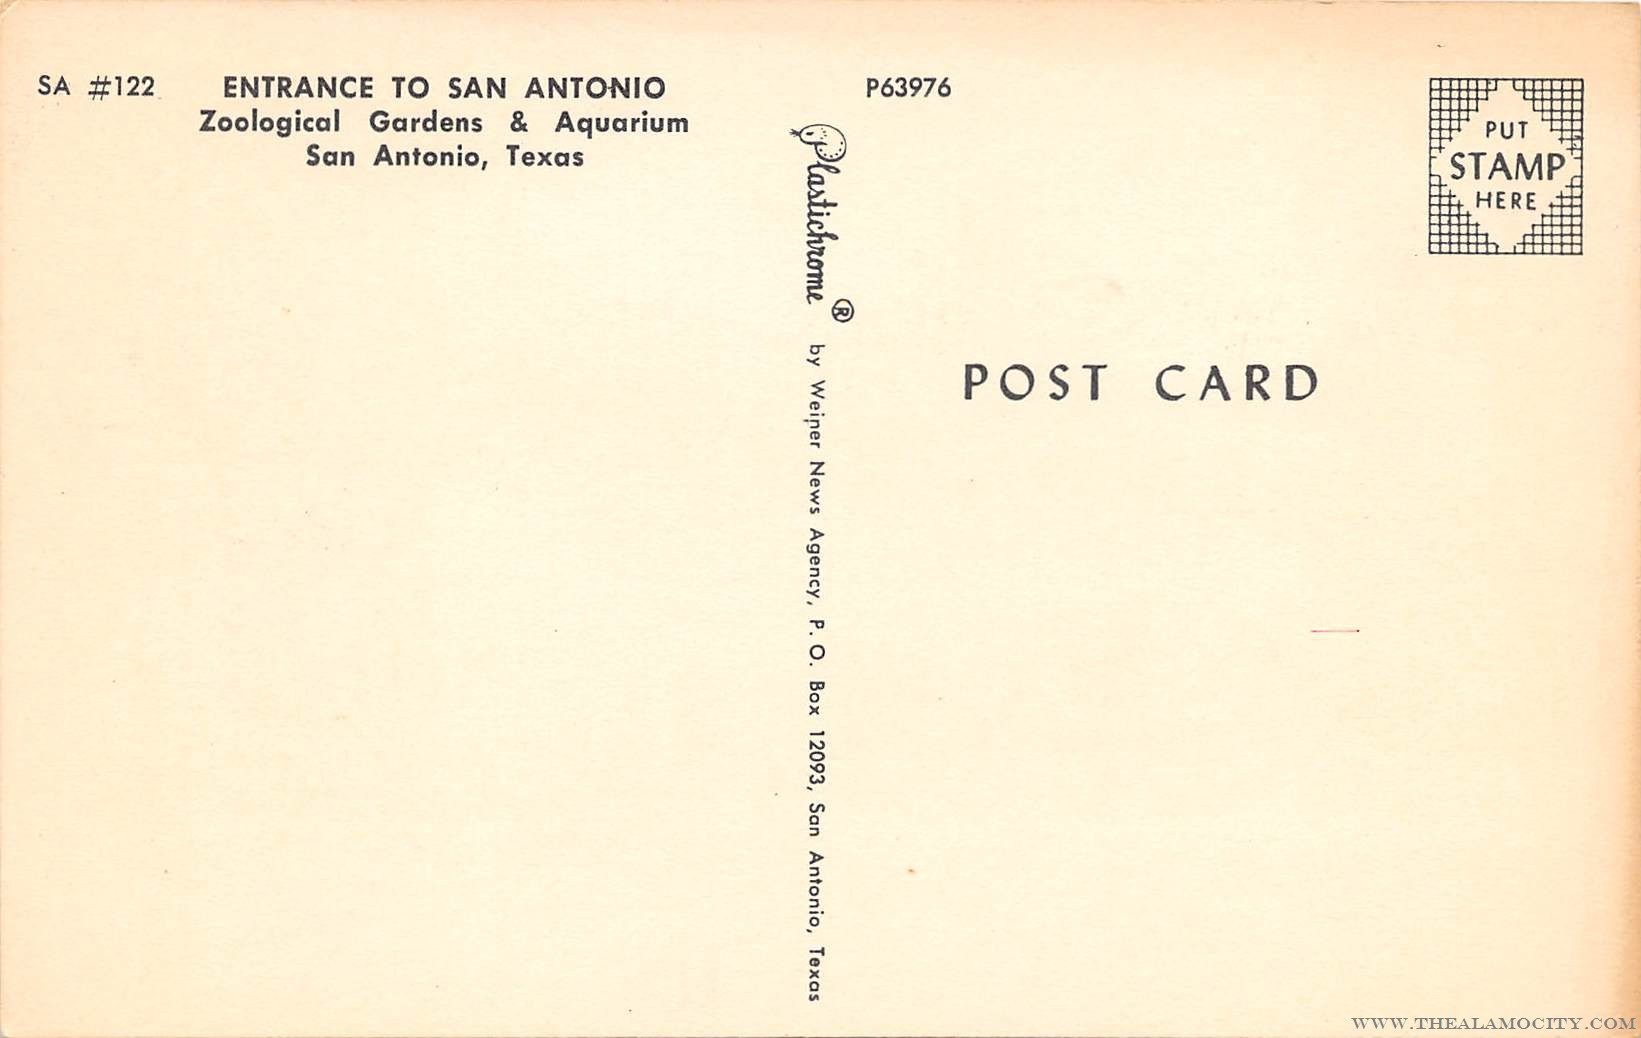 SA #122
ENTRANCE TO SAN ANTONIO
Zoological Gardens & Aquarium
San Antonio, Texas
Plastichrome ® by Weiner News Agency, P. O. Box 12093, San Antonio, Texas
P63976
PUT
STAMP
HERE
POST CARD
WWW.THEALAMOCITY.COM